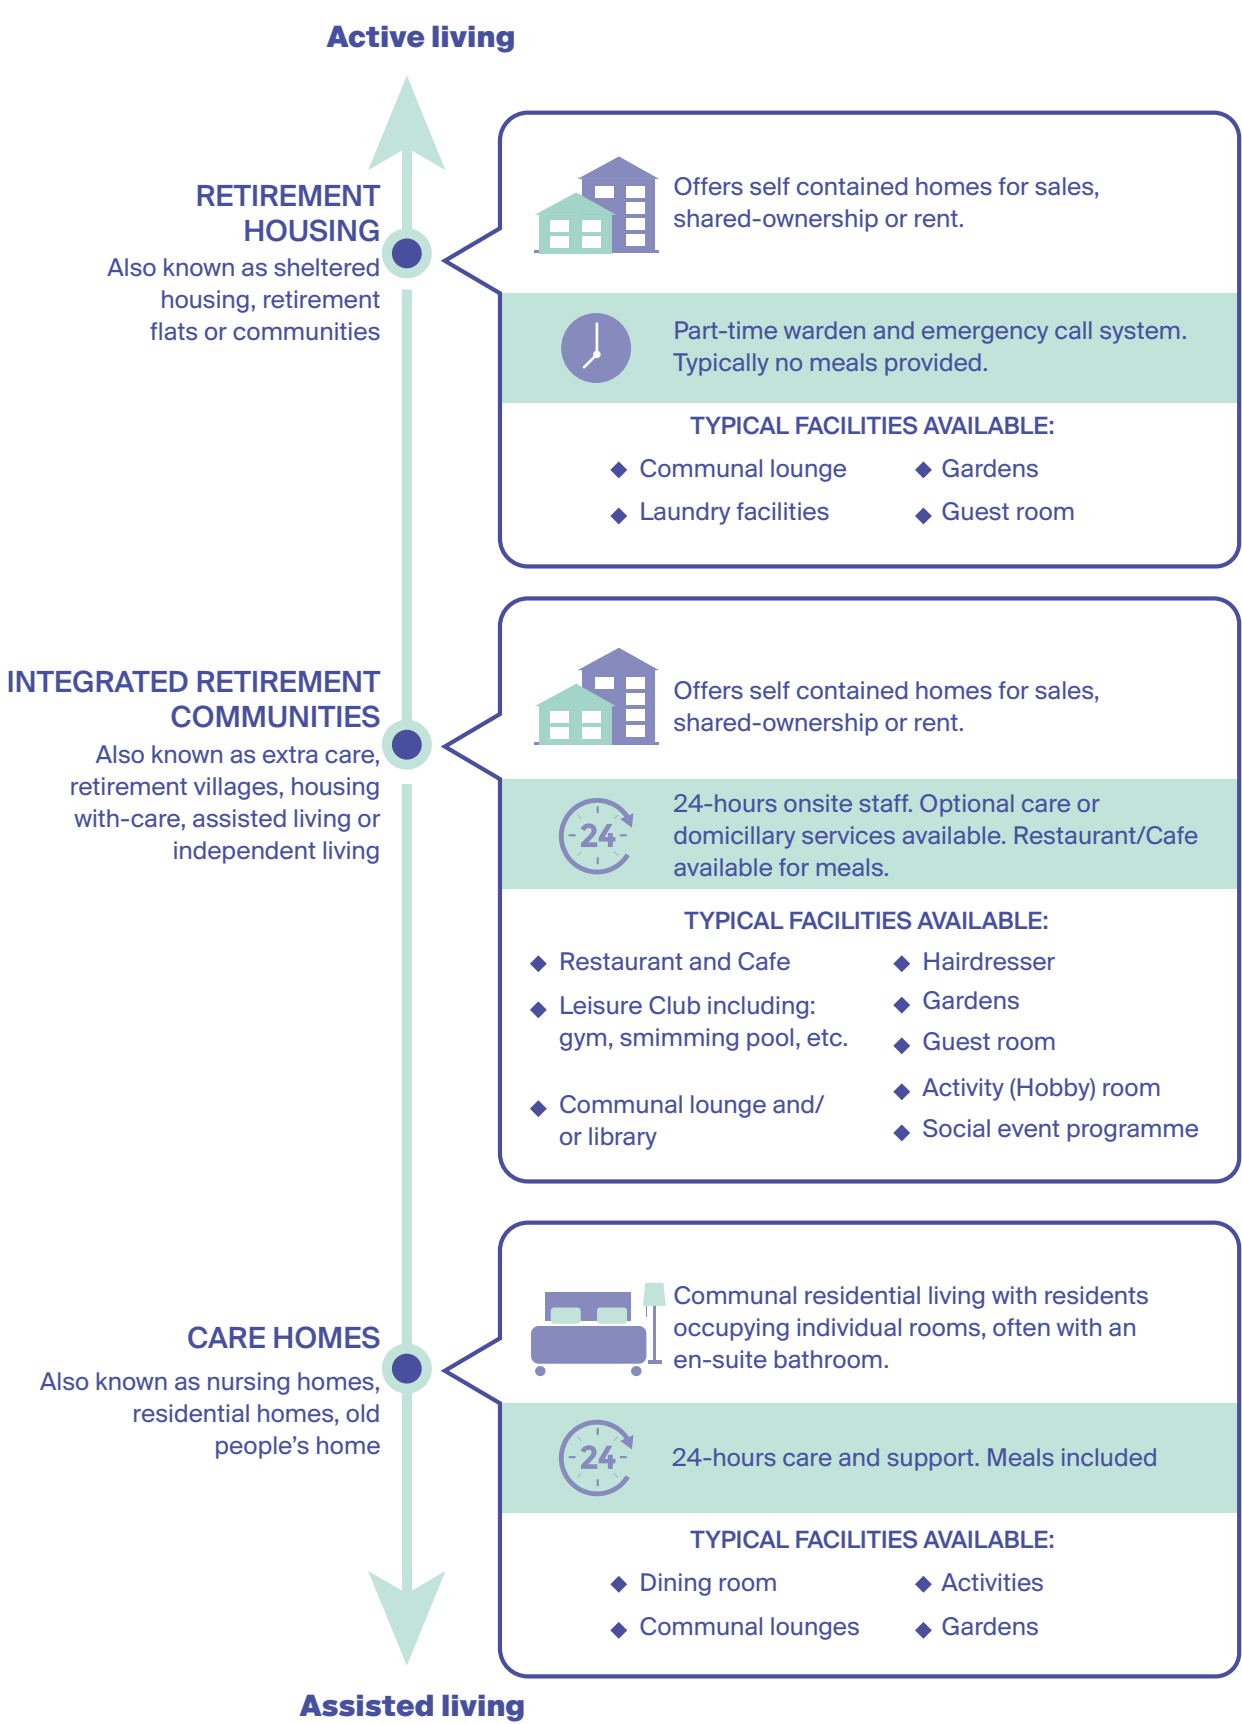 Active living
RETIREMENT
HOUSING
Also known as sheltered
housing, retirement
flats or communities
Offers self contained homes for sales,
shared-ownership or rent.
Part-time warden and emergency call system.
Typically no meals provided.
TYPICAL FACILITIES AVAILABLE:
Communal lounge
Laundry facilities
Gardens
Guest room
INTEGRATED RETIREMENT
COMMUNITIES
Also known as extra care,
retirement villages, housing
with-care, assisted living or
independent living
Offers self contained homes for sales,
shared-ownership or rent.
24
24-hours onsite staff. Optional care or
domicillary services available. Restaurant/Cafe
available for meals.
TYPICAL FACILITIES AVAILABLE:
Restaurant and Cafe
Leisure Club including:
gym, smimming pool, etc.
Communal lounge and/
or library
Hairdresser
Gardens
Guest room
Activity (Hobby) room
Social event programme
CARE HOMES
Also known as nursing homes,
residential homes, old
people's home
Communal residential living with residents
occupying individual rooms, often with an
en-suite bathroom.
24
24-hours care and support. Meals included
TYPICAL FACILITIES AVAILABLE:
Dining room
Communal lounges
Activities
Gardens
Assisted living